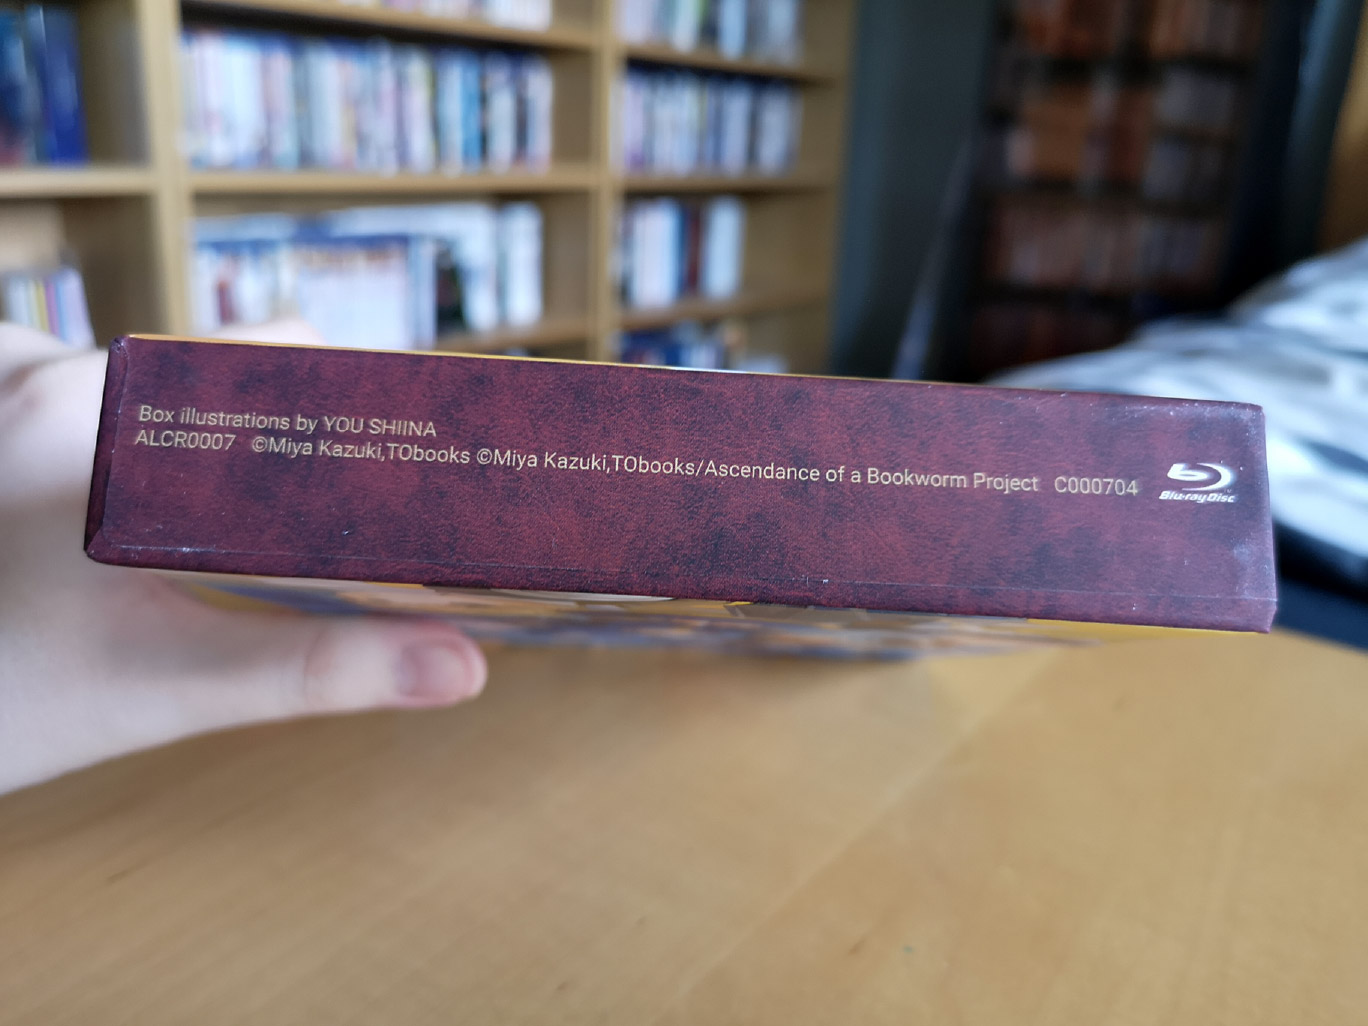 Box illustrations by YOU SHIINA
ALCR0007 ©Miya Kazuki,TObooks ©Miya Kazuki,TObooks/Ascendance of a Bookworm Project C000704
Blu-ray Disc